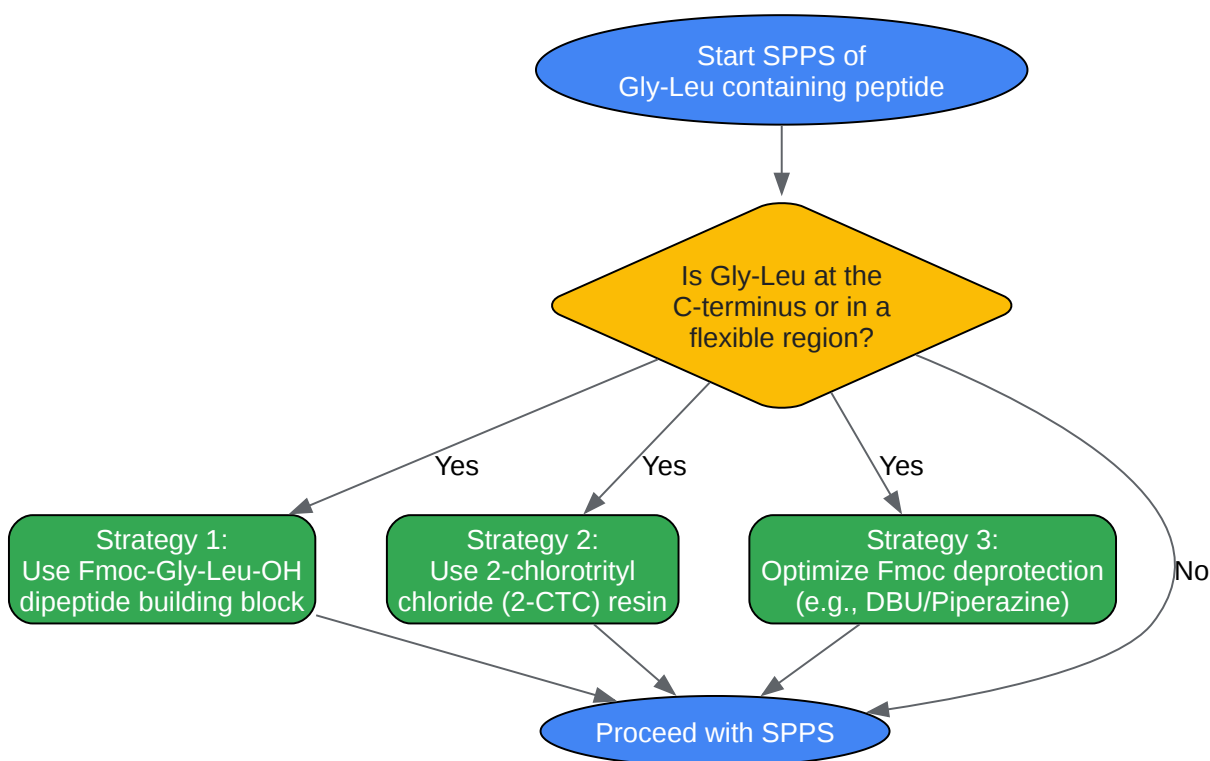 Start SPPS of
Gly-Leu containing peptide
Is Gly-Leu at the
C-terminus or in a
flexible region?
Yes
Yes
Yes
No
Strategy 1:
Use Fmoc-Gly-Leu-OH
dipeptide building block
Strategy 2:
Use 2-chlorotrityl
chloride (2-CTC) resin
Strategy 3:
Optimize Fmoc deprotection
(e.g., DBU/Piperazine)
Proceed with SPPS